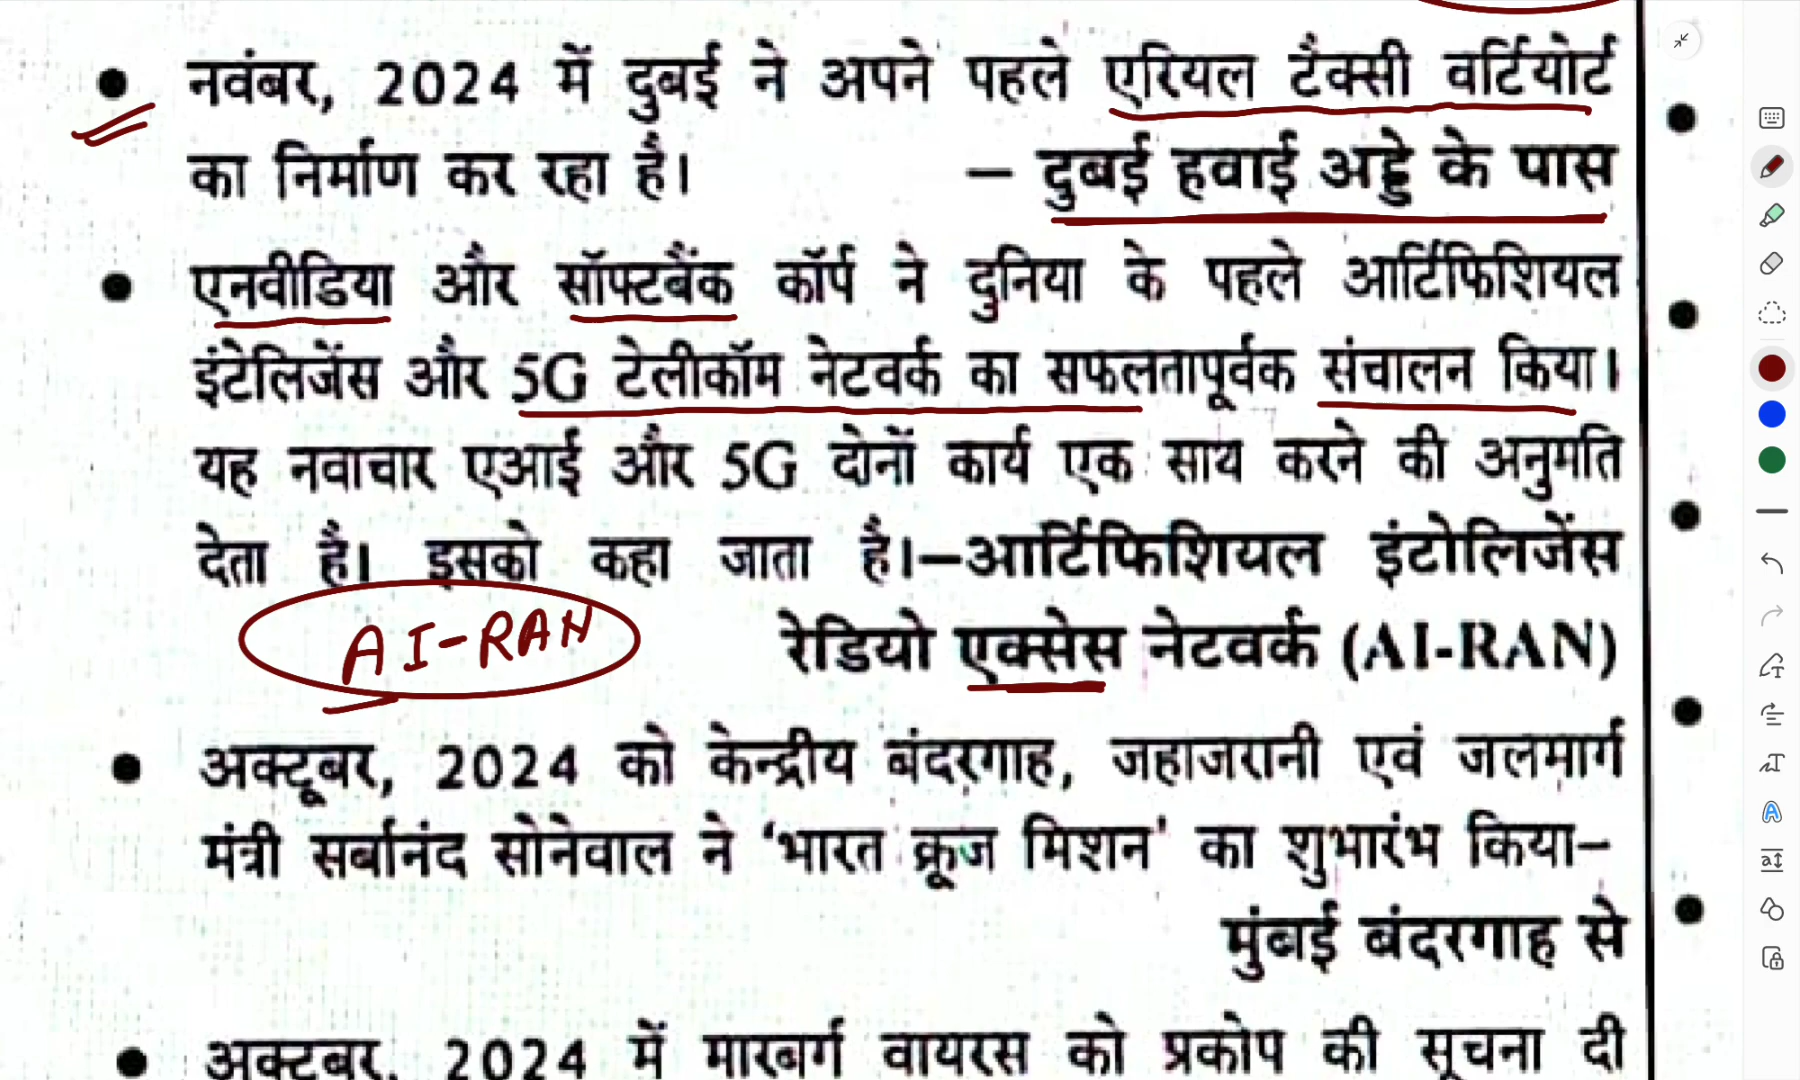 • नवंबर, 2024 में दुबई ने अपने पहले एरियल टैक्सी वर्टियोर्ट
का निर्माण कर रहा है। – दुबई हवाई अड्डे के पास
• एनवीडिया और सॉफ्टबैंक कॉर्प ने दुनिया के पहले आर्टिफिशियल
इंटेलिजेंस और 5G टेलीकॉम नेटवर्क का सफलतापूर्वक संचालन किया।
यह नवाचार एआई और 5G दोनों कार्य एक साथ करने की अनुमति
देता है। इसको कहा जाता है।–आर्टिफिशियल इंटोलिजेंस
AI-RAN रेडियो एक्सेस नेटवर्क (AI-RAN)
• अक्टूबर, 2024 को केन्द्रीय बंदरगाह, जहाजरानी एवं जलमार्ग
मंत्री सर्बानंद सोनेवाल ने ‘भारत क्रूज मिशन' का शुभारंभ किया–
मुंबई बंदरगाह से
• अक्टूबर, 2024 में मारबर्ग वायरस को प्रकोप की सूचना दी